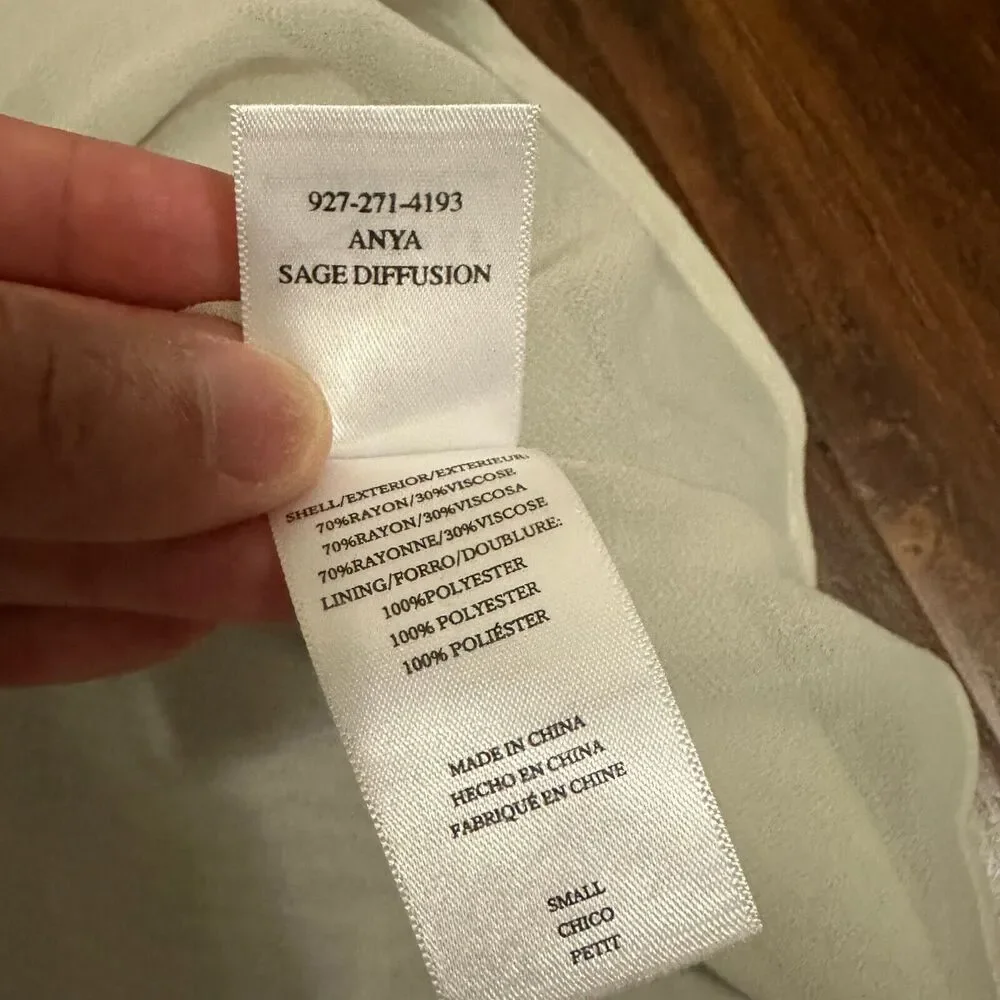 927-271-4193
ANYA
SAGE DIFFUSION
SHELL/EXTERIOR/EXTERIEUR:
70%RAYON/30%VISCOSE
70%RAYON/30%VISCOSA
70%RAYONNE/30%VISCOSE
LINING/FORRO/DOUBLURE:
100%POLYESTER
100% POLYESTER
100% POLIÉSTER
MADE IN CHINA
HECHO EN CHINA
FABRIQUÉ EN CHINE
SMALL
CHICO
PETIT